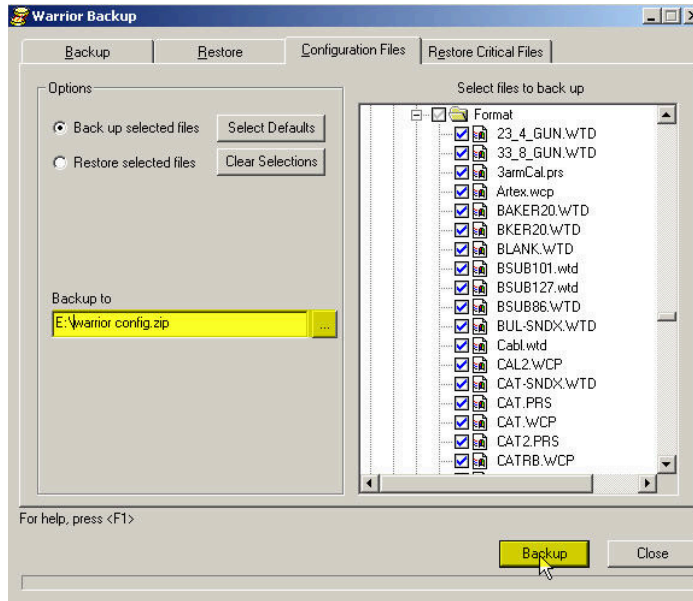 Warrior Backup
Backup
Restore
Configuration Files
Restore Critical Files
Options
Back up selected files
Select Defaults
Restore selected files
Clear Selections
Backup to
E:\warrior config.zip
...
Select files to back up
Format
23_4_GUN.WTD
33_8_GUN.WTD
3armCal.prs
Artex.wcp
BAKER20.WTD
BKER20.WTD
BLANK.WTD
BSUB101.wtd
BSUB127.wtd
BSUB86.WTD
BUL-SNDX.WTD
Cabl.wtd
CAL2.WCP
CAT-SNDX.WTD
CAT.PRS
CAT.WCP
CAT2.PRS
CATRB.WCP
For help, press <F1>
Backup
Close